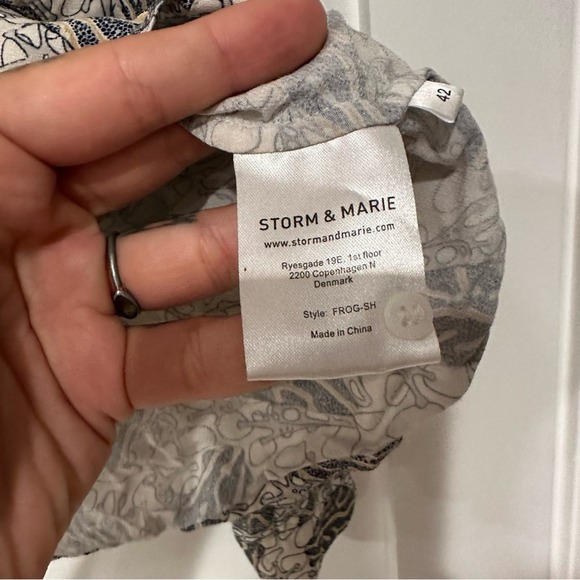 42
STORM & MARIE
www.stormandmarie.com
Ryesgade 19E. 1st floor
2200 Copenhagen N
Denmark
Style: FROG-SH
Made in China